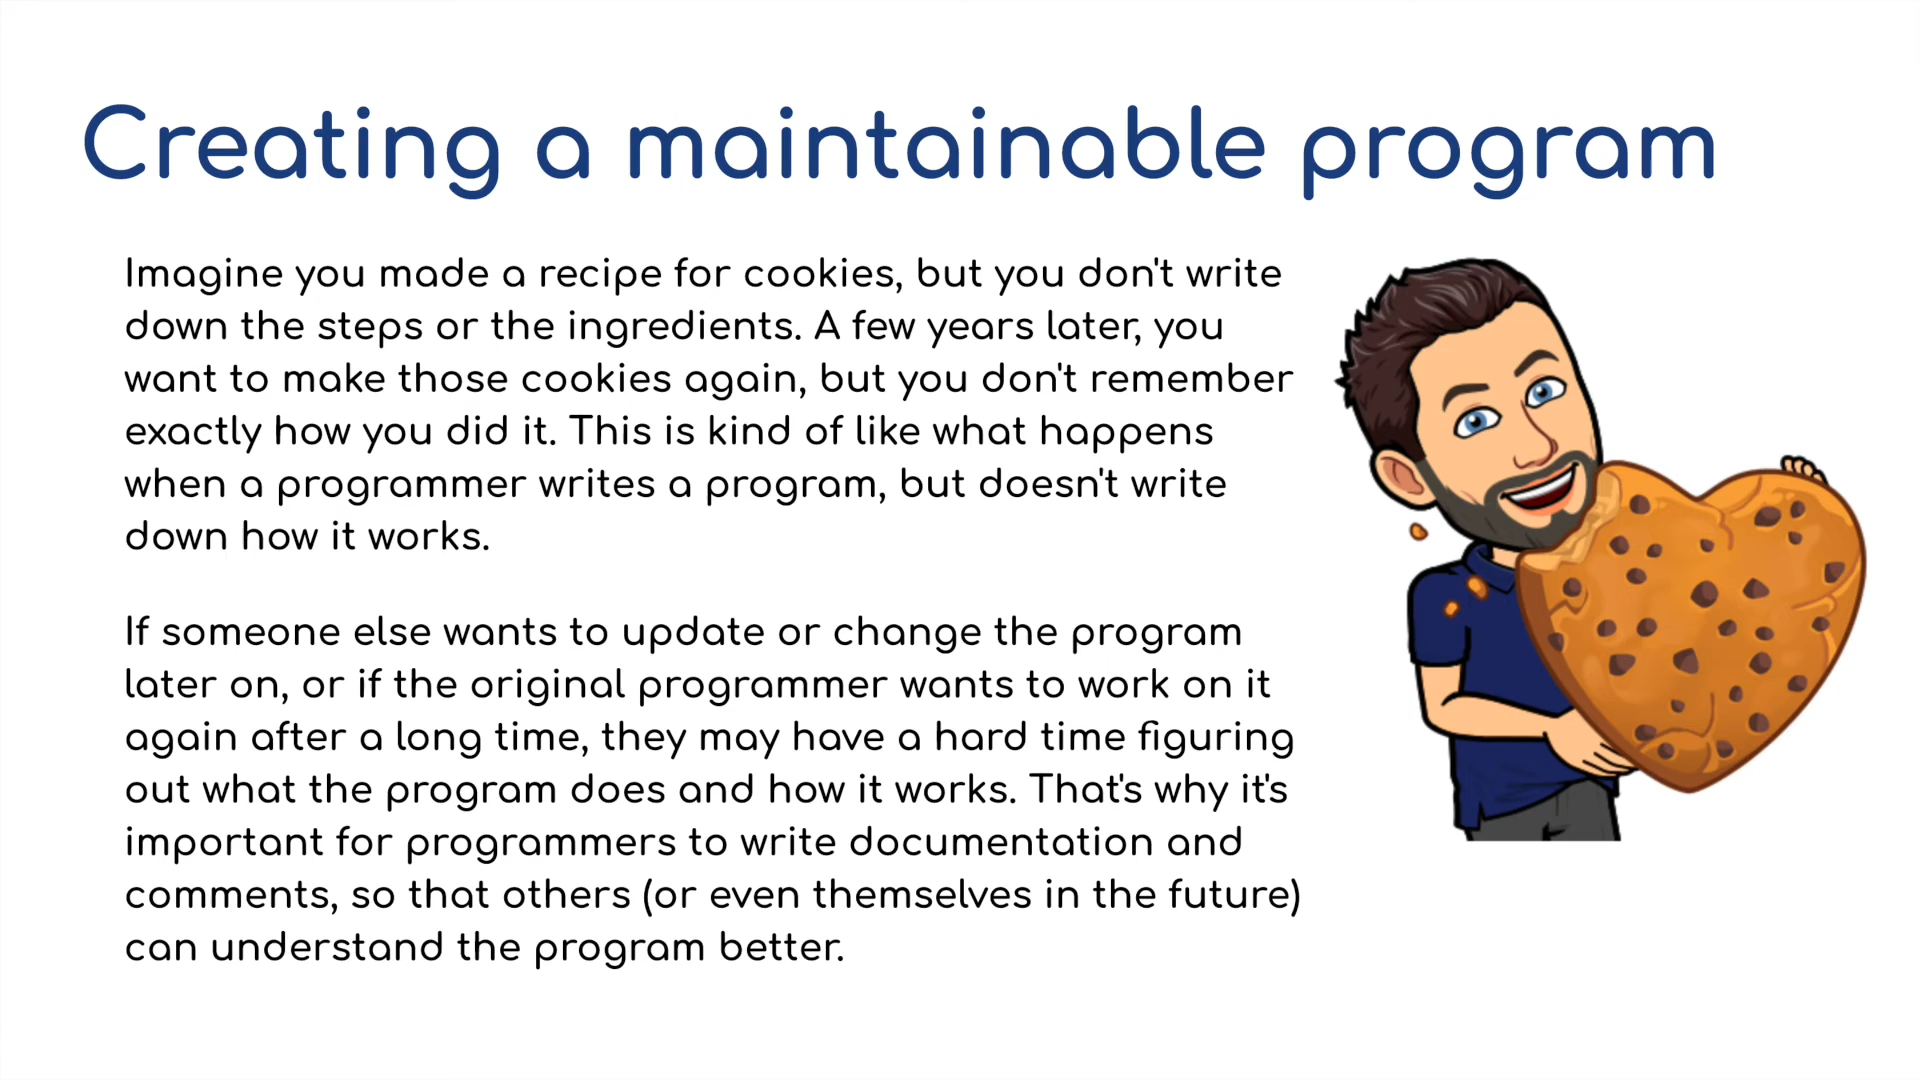 Creating a maintainable program
Imagine you made a recipe for cookies, but you don't write
down the steps or the ingredients. A few years later, you
want to make those cookies again, but you don't remember
exactly how you did it. This is kind of like what happens
when a programmer writes a program, but doesn't write
down how it works.
If someone else wants to update or change the program
later on, or if the original programmer wants to work on it
again after a long time, they may have a hard time figuring
out what the program does and how it works. That's why it's
important for programmers to write documentation and
comments, so that others (or even themselves in the future)
can understand the program better.